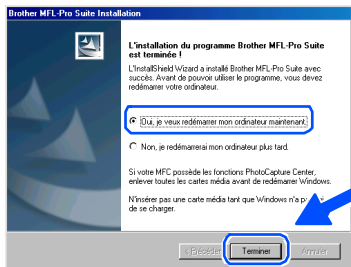 Brother MFL-Pro Suite Installation
L'installation du programme Brother MFL-Pro Suite
est terminée !
L'InstallShield Wizard a installé Brother MFL-Pro Suite avec
succès. Avant de pouvoir utiliser le programme, vous devez
redémarrer votre ordinateur.
Oui, je veux redémarrer mon ordinateur maintenant.
Non, je redémarrerai mon ordinateur plus tard.
Si votre MFC possède les fonctions PhotoCapture Center,
enlever toutes les cartes média avant de redémarrer Windows.
N'insérez pas une carte média tant que Windows n'a
de se charger.
< Précédent
Terminer
Annuler